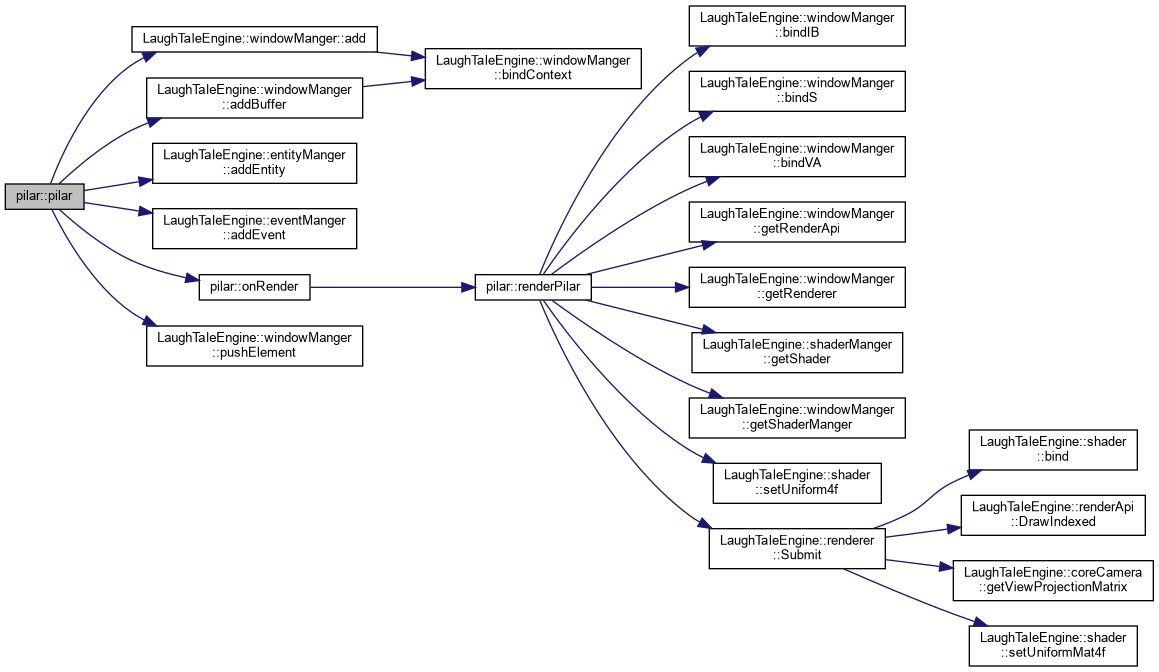 pilar::pilar
LaughTaleEngine::windowManger::add
LaughTaleEngine::windowManger
::addBuffer
LaughTaleEngine::entityManger
::addEntity
LaughTaleEngine::eventManger
::addEvent
pilar::onRender
LaughTaleEngine::windowManger
::pushElement
LaughTaleEngine::windowManger
::bindContext
pilar::renderPilar
LaughTaleEngine::windowManger
::bindIB
LaughTaleEngine::windowManger
::bindS
LaughTaleEngine::windowManger
::bindVA
LaughTaleEngine::windowManger
::getRenderApi
LaughTaleEngine::windowManger
::getRenderer
LaughTaleEngine::shaderManger
::getShader
LaughTaleEngine::windowManger
::getShaderManger
LaughTaleEngine::shader
::setUniform4f
LaughTaleEngine::renderer
::Submit
LaughTaleEngine::shader
::bind
LaughTaleEngine::renderApi
::DrawIndexed
LaughTaleEngine::coreCamera
::getViewProjectionMatrix
LaughTaleEngine::shader
::setUniformMat4f